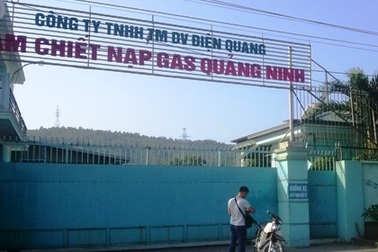 CÔNG TY TNHH TM DV ĐIỆN QUANG
M CHIẾT NẠP GAS QUẢNG NINH